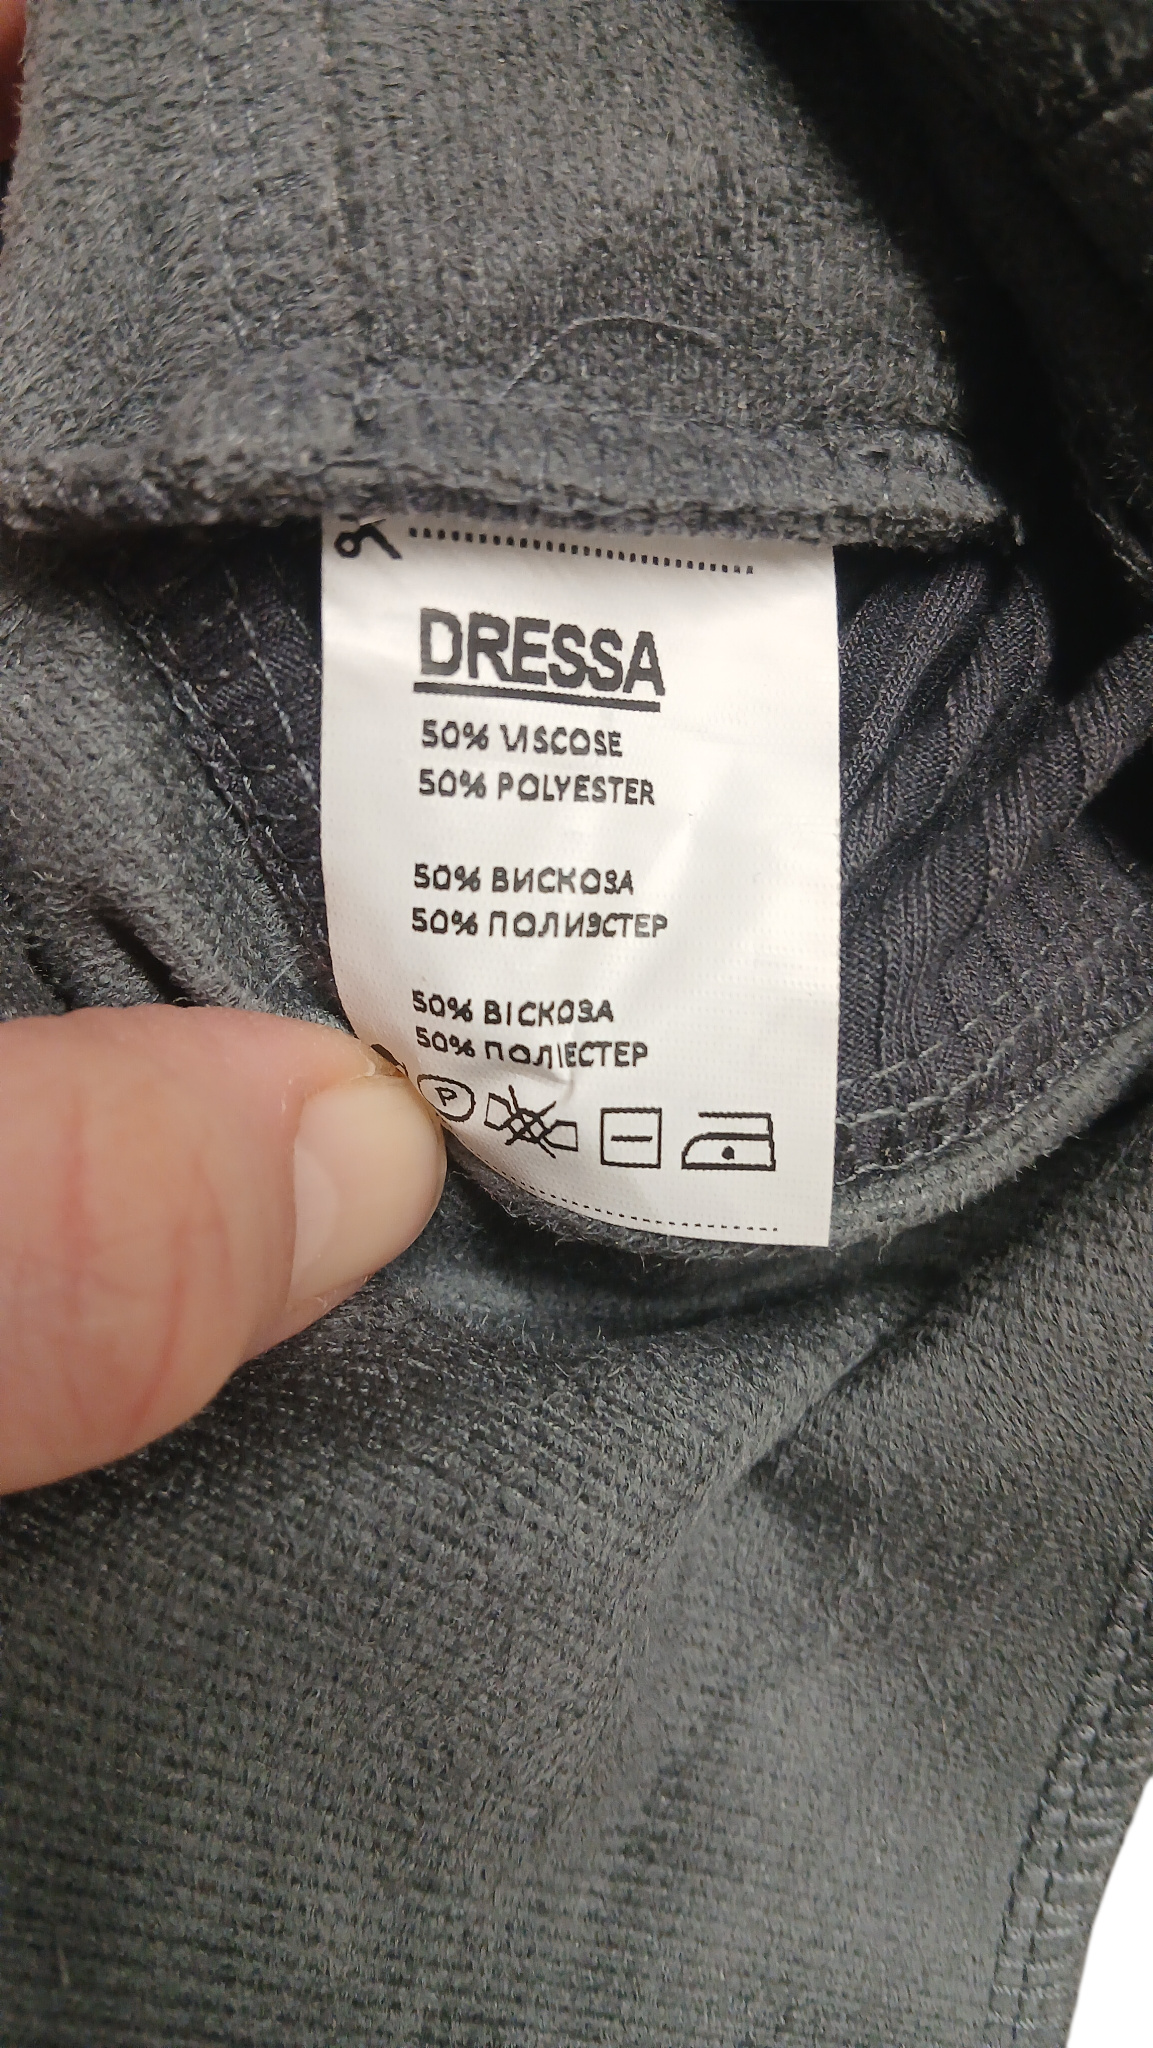 DRESSA
50% VISCOSE
50% POLYESTER
50% ВИСКОЗА
50% ПОЛИЭСТЕР
50% ВІСКОЗА
50% ПОЛІЕСТЕР
P